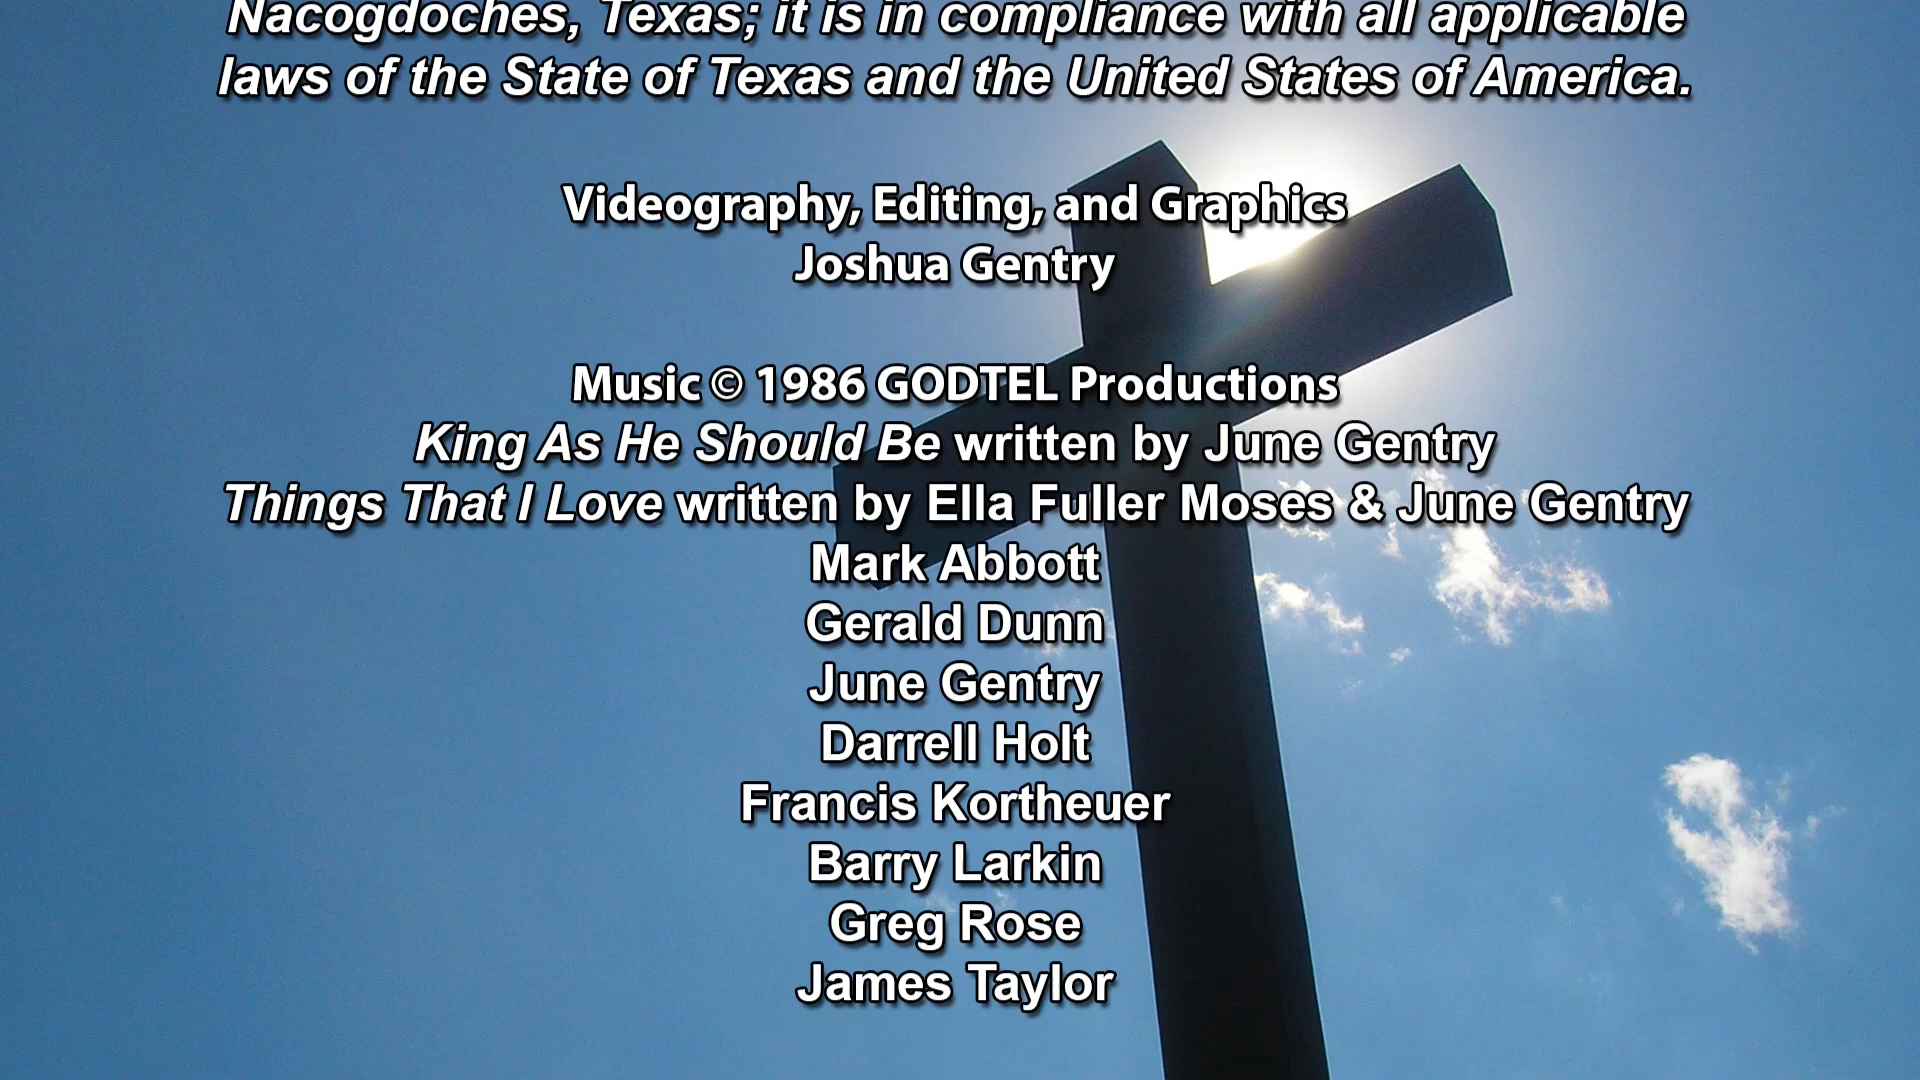 Nacogdoches, Texas; it is in compliance with all applicable
laws of the State of Texas and the United States of America.
Videography, Editing, and Graphics
Joshua Gentry
Music © 1986 GODTEL Productions
King As He Should Be written by June Gentry
Things That I Love written by Ella Fuller Moses & June Gentry
Mark Abbott
Gerald Dunn
June Gentry
Darrell Holt
Francis Kortheuer
Barry Larkin
Greg Rose
James Taylor